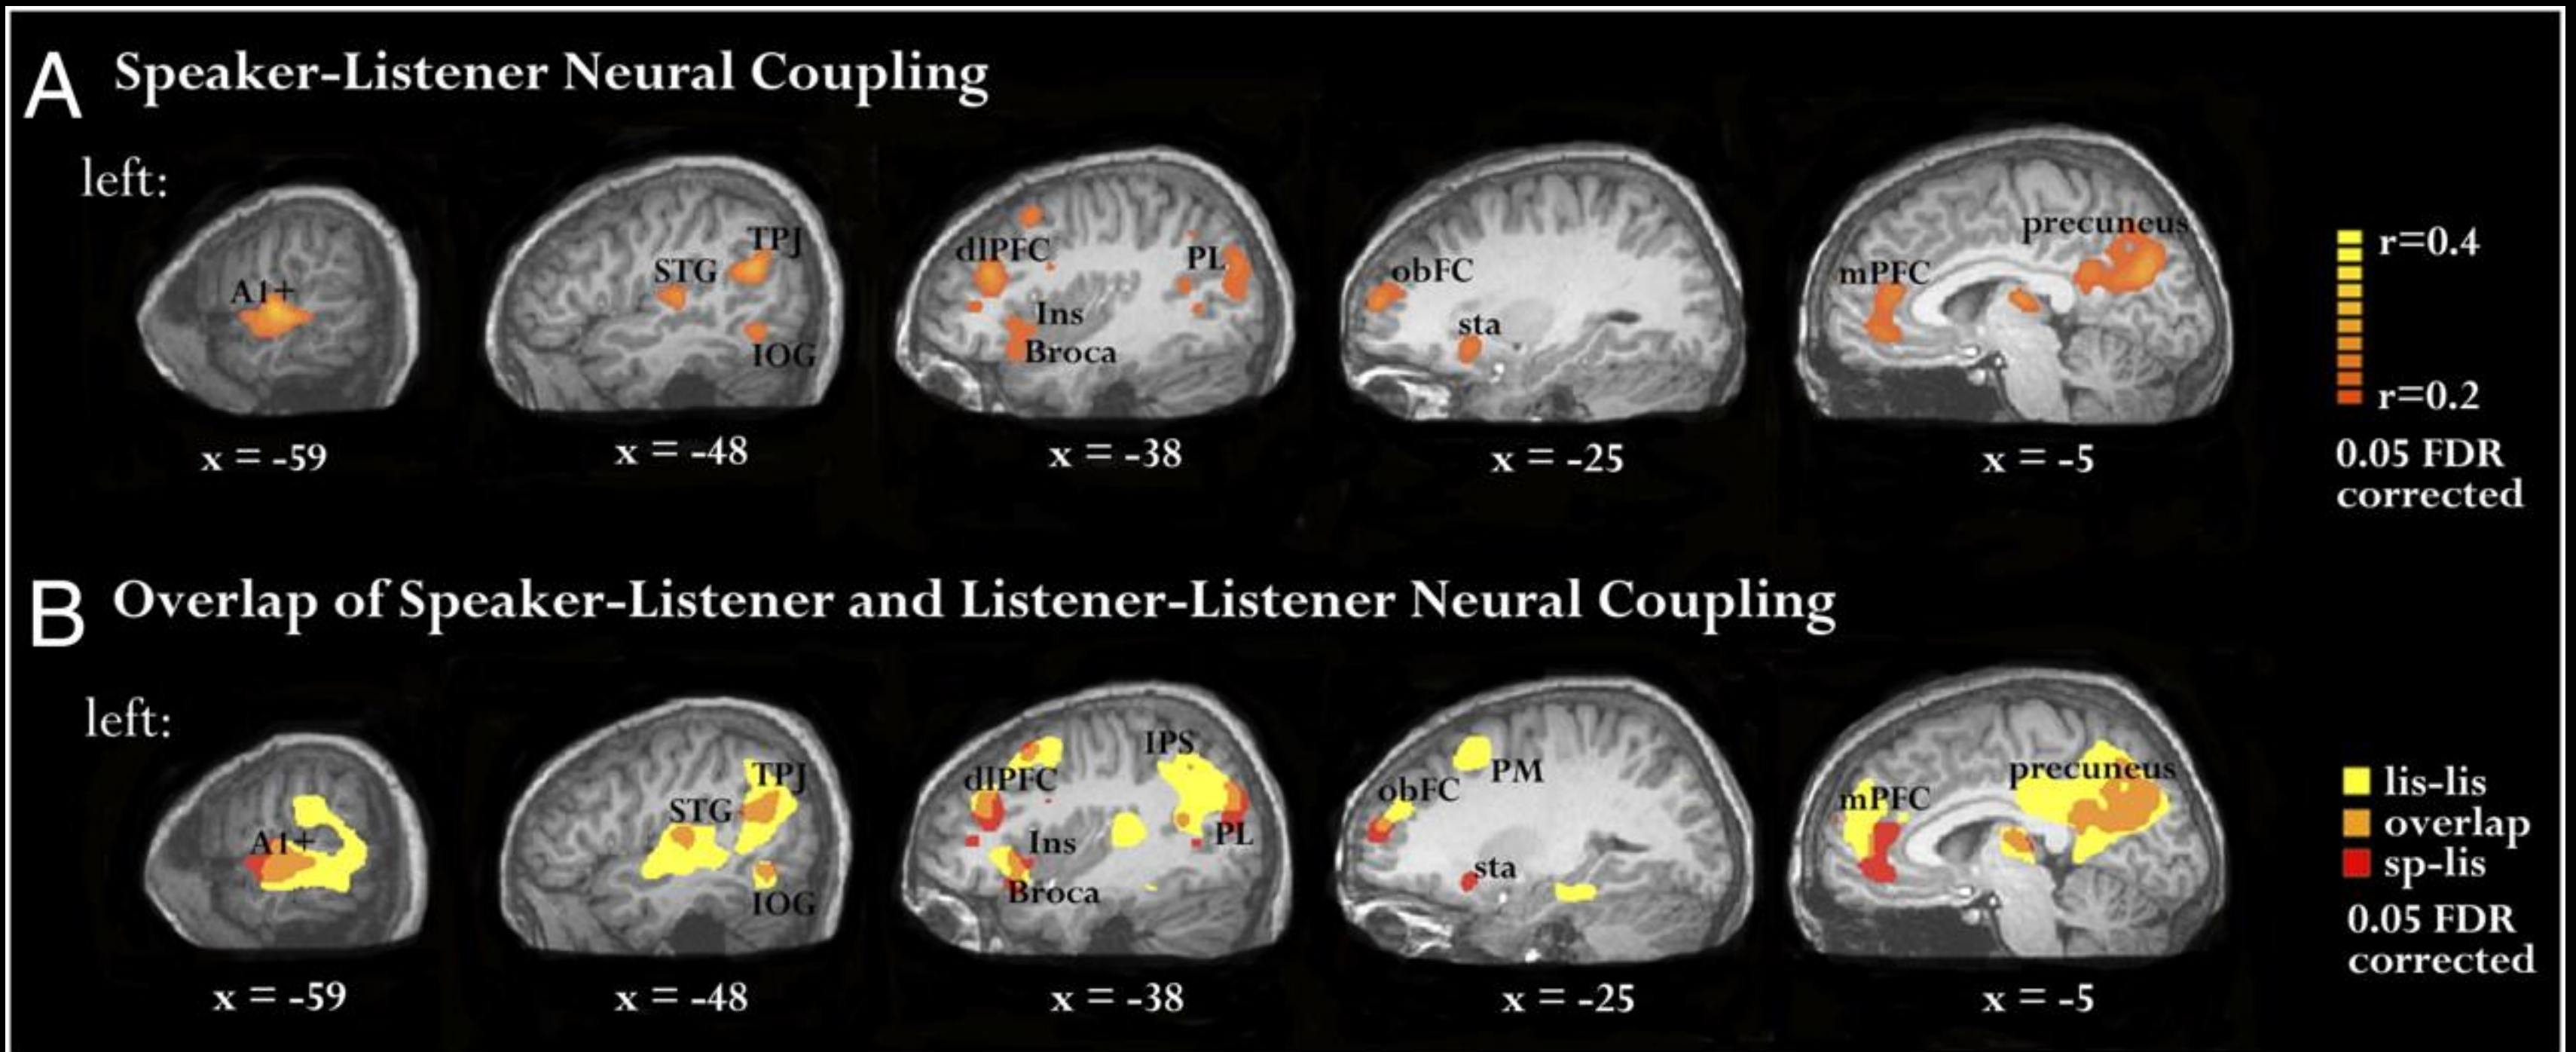 A Speaker-Listener Neural Coupling
left:
A1+
STG
TPJ
IOG
dlPFC
PL
Ins
Broca
obFC
sta
mPFC
precuneus
x = -59
x = -48
x = -38
x = -25
x = -5
r=0.4
r=0.2
0.05 FDR
corrected
B Overlap of Speaker-Listener and Listener-Listener Neural Coupling
left:
A1+
STG
TPJ
IOG
dlPFC
IPS
Ins
PL
Broca
obFC
PM
sta
mPFC
precuneus
x = -59
x = -48
x = -38
x = -25
x = -5
lis-lis
overlap
sp-lis
0.05 FDR
corrected